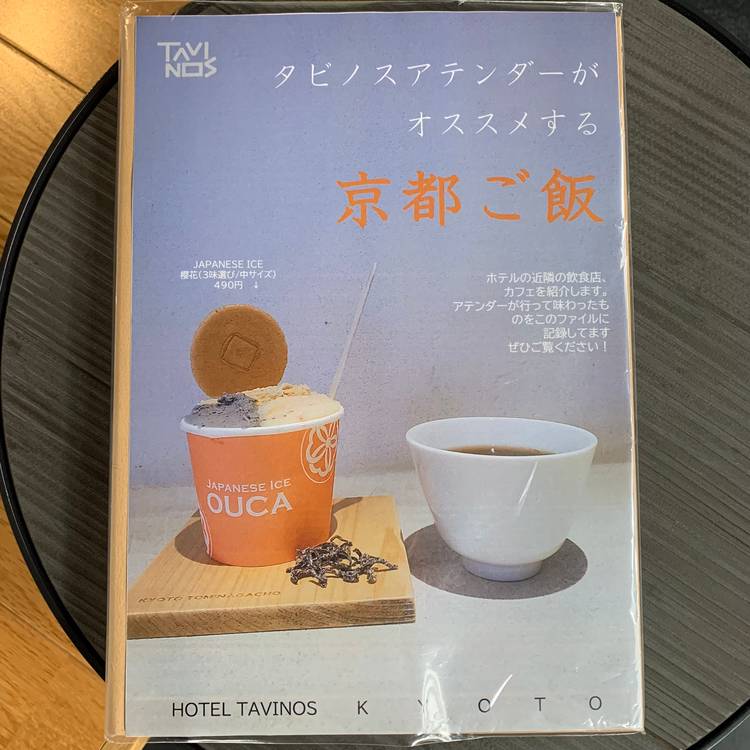 TAVI
NOS
タビノスアテンダーが
オススメする
京都ご飯
JAPANESE ICE
櫻花(3味選び/中サイズ)
490円 ↓
ホテルの近隣の飲食店、
カフェを紹介します。
アテンダーが行って味わったも
のをこのファイルに
記録してます
ぜひご覧ください！
JAPANESE ICE
OUCA
KYOTO TOMINAGACHO
HOTEL TAVINOS KYOTO